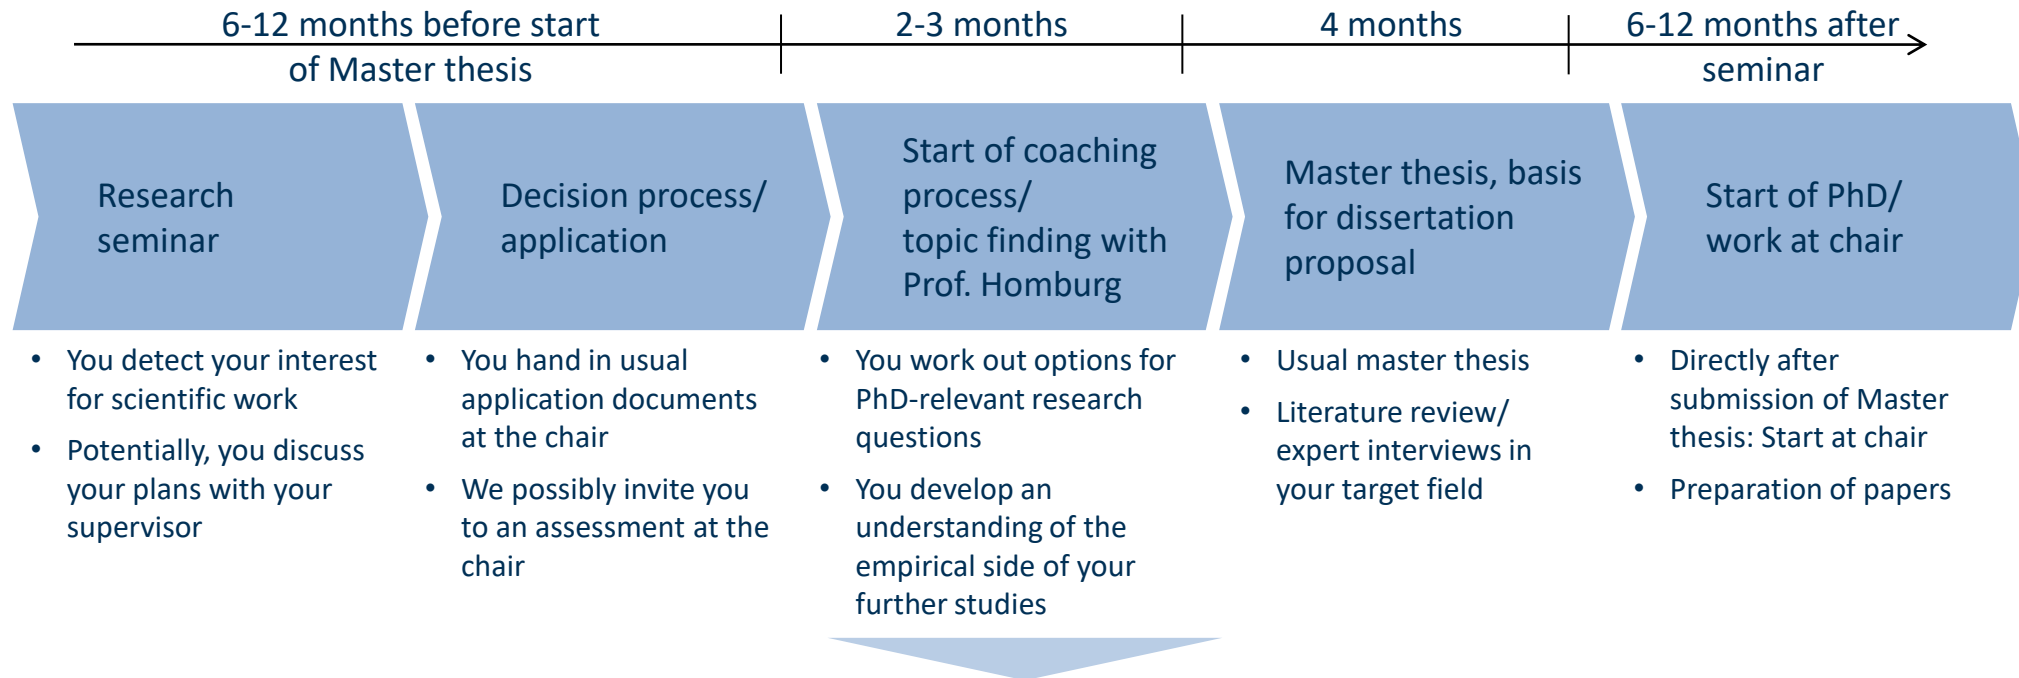 6-12 months before start
of Master thesis
2-3 months
4 months
6-12 months after
seminar
Research
seminar
Decision process/
application
Start of coaching
process/
topic finding with
Prof. Homburg
Master thesis, basis
for dissertation
proposal
Start of PhD/
work at chair
• You detect your interest
for scientific work
• Potentially, you discuss
your plans with your
supervisor
• You hand in usual
application documents
at the chair
• We possibly invite you
to an assessment at the
chair
• You work out options for
PhD-relevant research
questions
• You develop an
understanding of the
empirical side of your
further studies
• Usual master thesis
• Literature review/
expert interviews in
your target field
• Directly after
submission of Master
thesis: Start at chair
• Preparation of papers